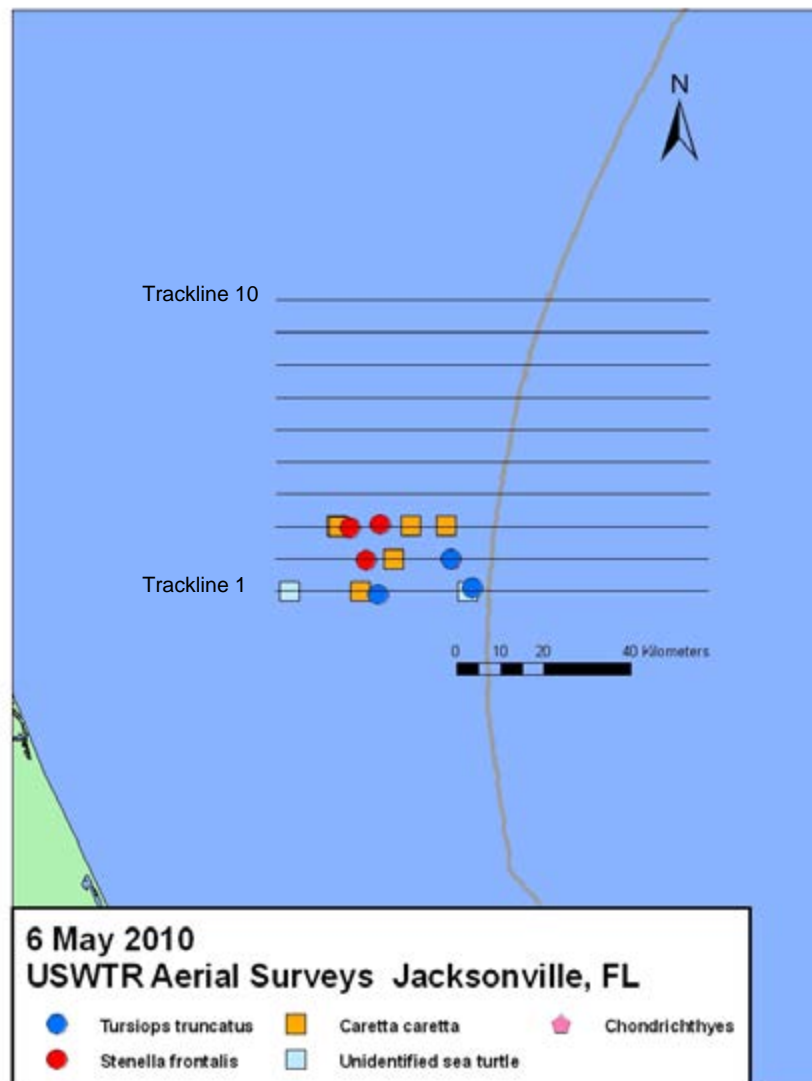 N
Trackline 10
Trackline 1
0 10 20 40 Kilometers
6 May 2010
USWTR Aerial Surveys Jacksonville, FL
Tursiops truncatus Caretta caretta Chondrichthyes
Stenella frontalis Unidentified sea turtle